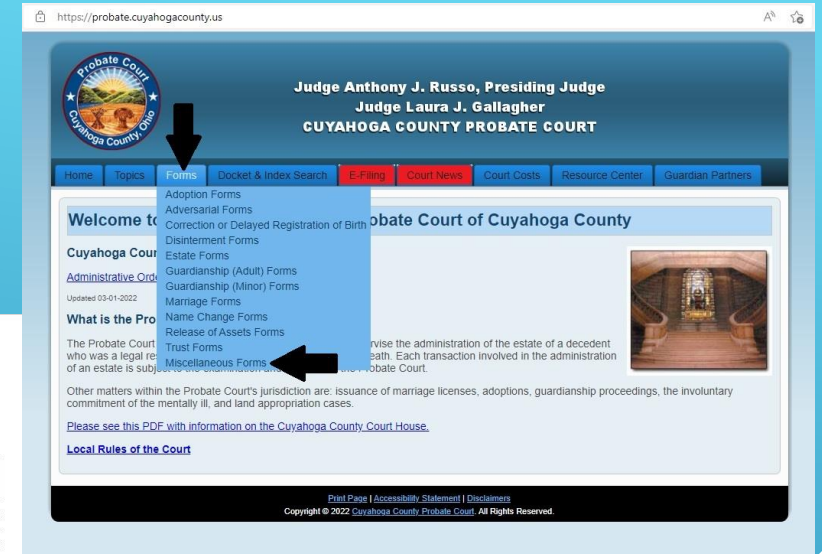 https://probate.cuyahogacounty.us
Probate Court
Cuyahoga County, Ohio
Judge Anthony J. Russo, Presiding Judge
Judge Laura J. Gallagher
CUYAHOGA COUNTY PROBATE COURT
Home Topics Forms Docket & Index Search E-Filing Court News Court Costs Resource Center Guardian Partners
Adoption Forms
Adversarial Forms
Correction or Delayed Registration of Birth
Disinterment Forms
Estate Forms
Guardianship (Adult) Forms
Guardianship (Minor) Forms
Marriage Forms
Name Change Forms
Release of Assets Forms
Trust Forms
Miscellaneous Forms
Welcome to obate Court of Cuyahoga County
Cuyahoga Cour
Administrative Orde
Updated 03-01-2022
What is the Pro
The Probate Court rvise the administration of the estate of a decedent
who was a legal res eath. Each transaction involved in the administration
of an estate is subject to the examination and the Probate Court.
Other matters within the Probate Court's jurisdiction are: issuance of marriage licenses, adoptions, guardianship proceedings, the involuntary
commitment of the mentally ill, and land appropriation cases.
Please see this PDF with information on the Cuyahoga County Court House.
Local Rules of the Court
Print Page | Accessibility Statement | Disclaimers
Copyright © 2022 Cuyahoga County Probate Court. All Rights Reserved.